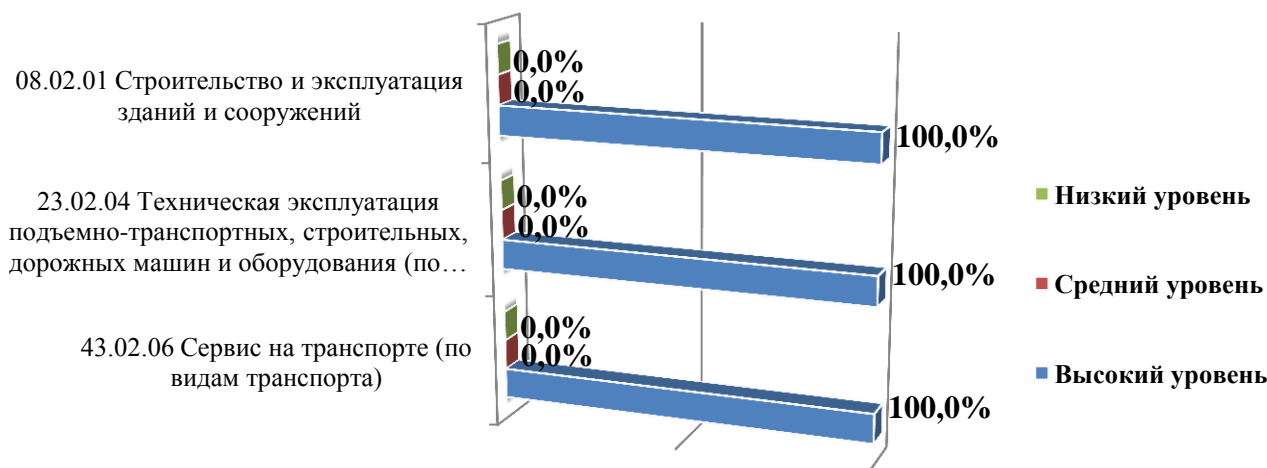 08.02.01 Строительство и эксплуатация
зданий и сооружений
0,0%
0,0%
100,0%
23.02.04 Техническая эксплуатация
подъемно-транспортных, строительных,
дорожных машин и оборудования (по…
0,0%
0,0%
100,0%
43.02.06 Сервис на транспорте (по
видам транспорта)
0,0%
0,0%
100,0%
Низкий уровень
Средний уровень
Высокий уровень